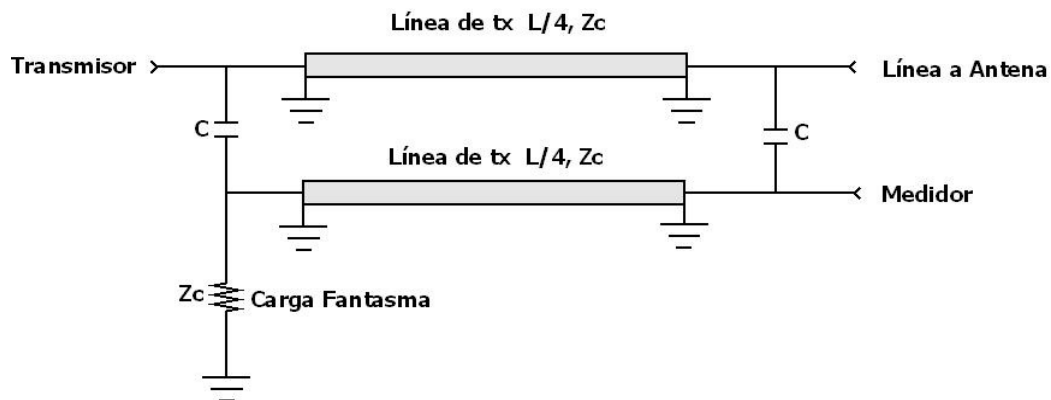 Línea de tx L/4, Zc
Transmisor
Línea a Antena
C
C
Línea de tx L/4, Zc
Medidor
Zc
Carga Fantasma